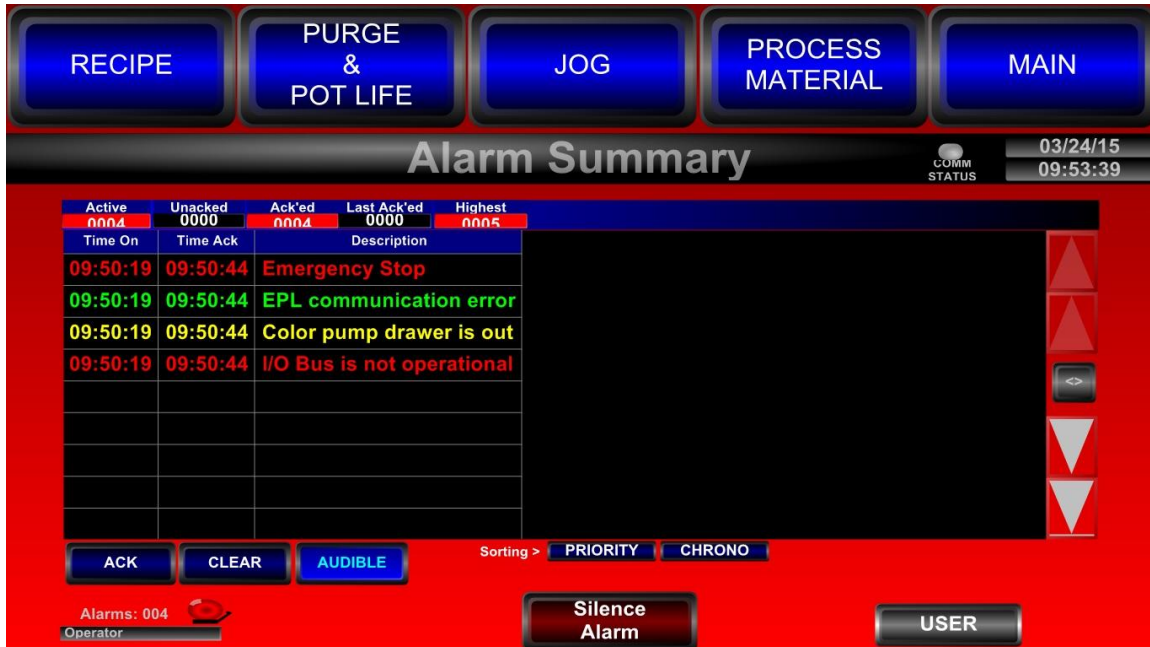 RECIPE
PURGE
&
POT LIFE
JOG
PROCESS
MATERIAL
MAIN
Alarm Summary
COMM
STATUS
03/24/15
09:53:39
Active Unacked Ack'ed Last Ack'ed Highest
0004 0000 0004 0000 0005
Time On Time Ack Description
09:50:19 09:50:44 Emergency Stop
09:50:19 09:50:44 EPL communication error
09:50:19 09:50:44 Color pump drawer is out
09:50:19 09:50:44 I/O Bus is not operational
<>
ACK CLEAR AUDIBLE
Sorting > PRIORITY CHRONO
Alarms: 004
Operator
Silence
Alarm
USER